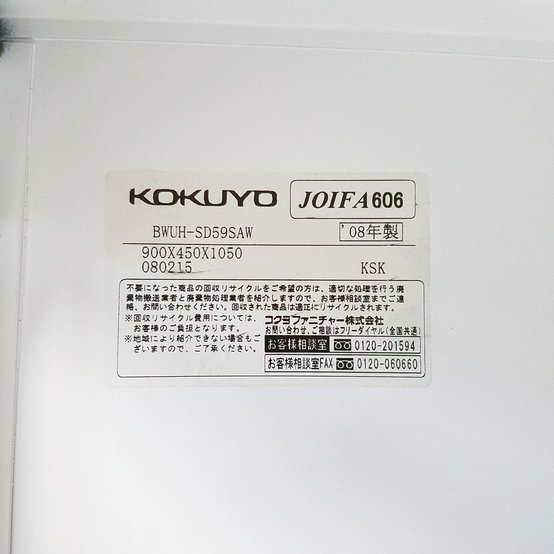 KOKUYO JOIFA606
BWUH-SD59SAW '08年製
900X450X1050
080215 KSK
不要になった商品の回収リサイクルをご希望の方は、適切な処理を行う廃
棄物搬送業者と廃棄物処理業者を紹介しますので、お客様相談室までご連
絡、お問い合わせください。回収された商品は適正にリサイクルされます。
※回収リサイクル費用については、
お客様のご負担となります。
※地域により紹介できない場合もご
ざいますので、ご了承ください。
コクヨファニチャー株式会社
お問い合わせ、ご相談はフリーダイヤル(全国共通)
お客様相談室 0120-201594
お客様相談室FAX 0120-060660